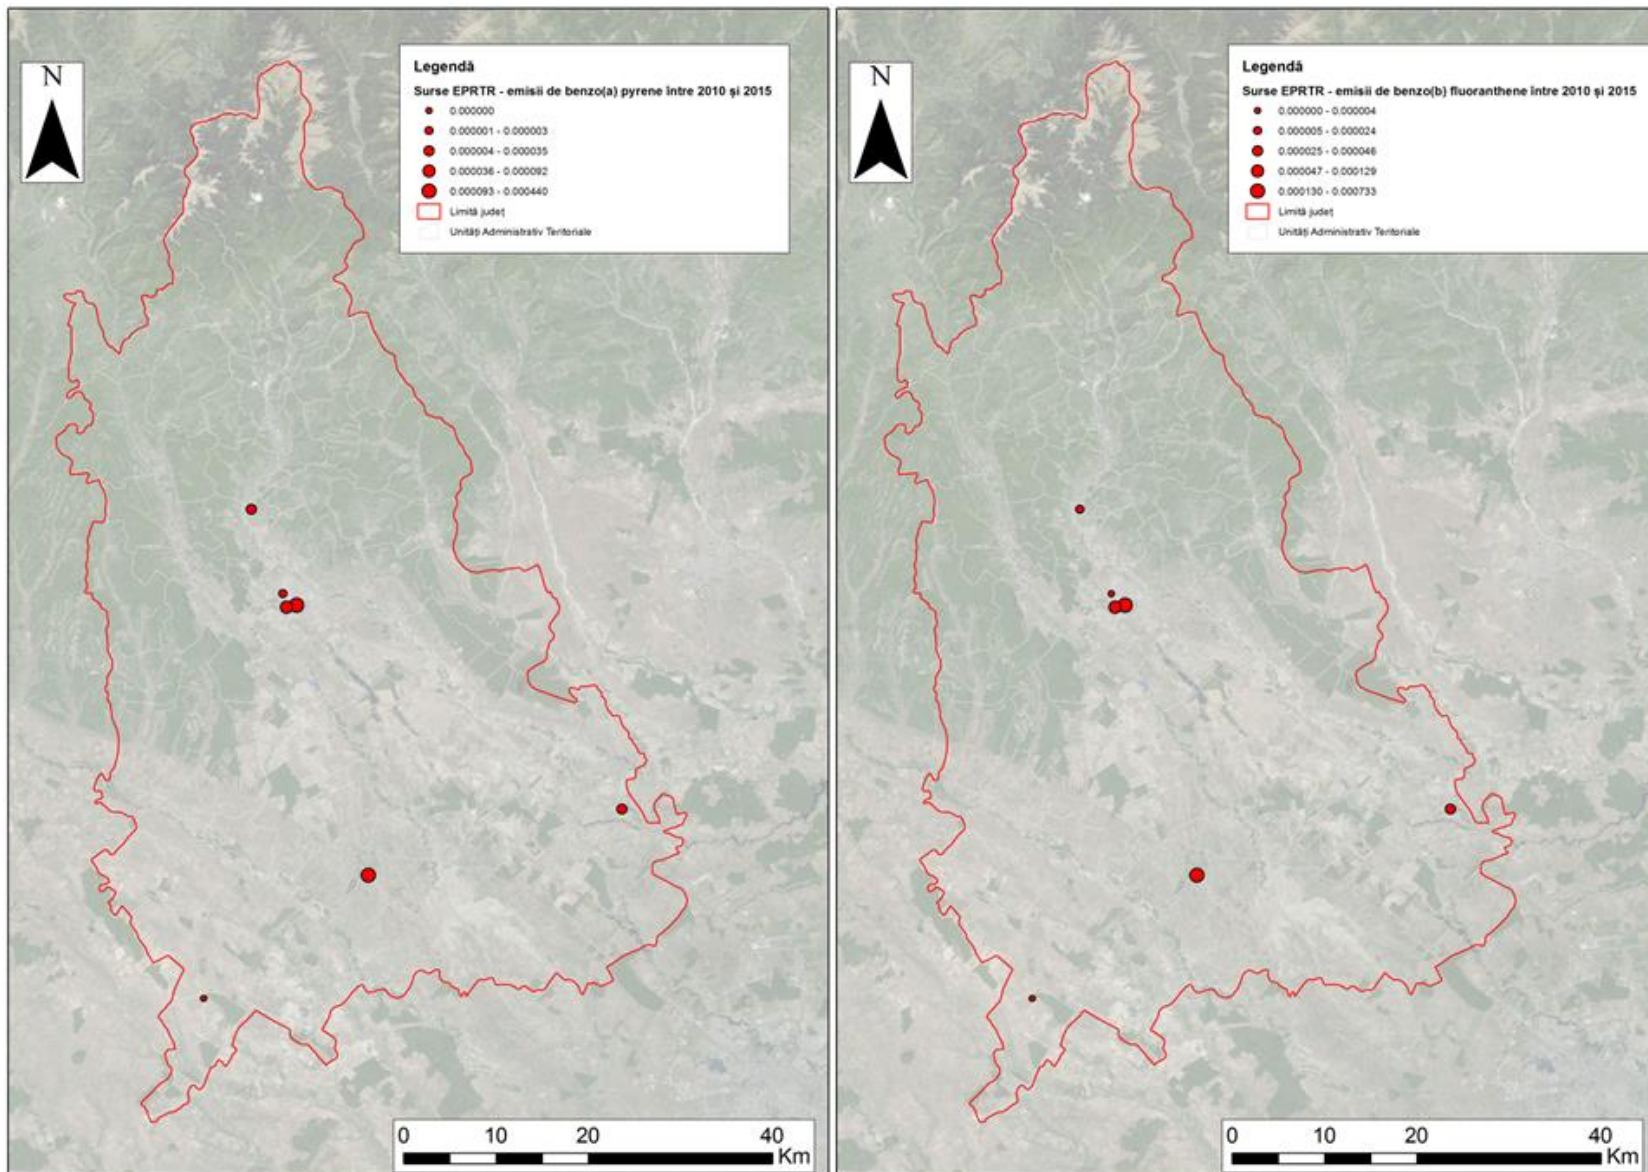 N
Legendă
Surse EPRTR - emisii de benzo(a) pyrene între 2010 și 2015
0.000000
0.000001 - 0.000003
0.000004 - 0.000035
0.000036 - 0.000092
0.000093 - 0.000440
Limită județ
Unități Administrativ Teritoriale
0 10 20 40
Km
N
Legendă
Surse EPRTR - emisii de benzo(b) fluoranthene între 2010 și 2015
0.000000 - 0.000004
0.000005 - 0.000024
0.000025 - 0.000046
0.000047 - 0.000129
0.000130 - 0.000733
Limită județ
Unități Administrativ Teritoriale
0 10 20 40
Km